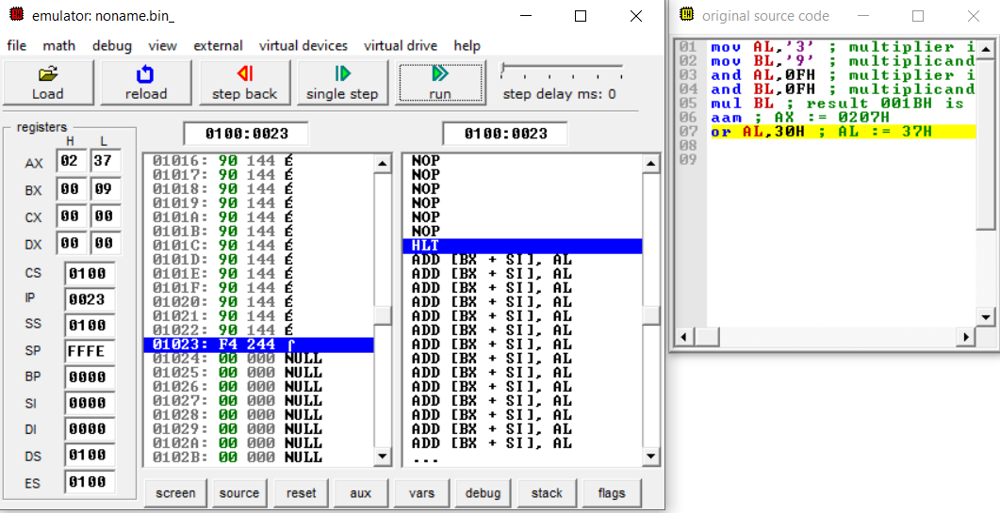 emulator: noname.bin_
file math debug view external virtual devices virtual drive help
Load reload step back single step run step delay ms: 0
registers
H L
AX 02 37
BX 00 09
CX 00 00
DX 00 00
CS 0100
IP 0023
SS 0100
SP FFFE
BP 0000
SI 0000
DI 0000
DS 0100
ES 0100
0100:0023
01016: 90 144 É
01017: 90 144 É
01018: 90 144 É
01019: 90 144 É
0101A: 90 144 É
0101B: 90 144 É
0101C: 90 144 É
0101D: 90 144 É
0101E: 90 144 É
0101F: 90 144 É
01020: 90 144 É
01021: 90 144 É
01022: 90 144 É
01023: F4 244 ⌠
01024: 00 000 NULL
01025: 00 000 NULL
01026: 00 000 NULL
01027: 00 000 NULL
01028: 00 000 NULL
01029: 00 000 NULL
0102A: 00 000 NULL
0102B: 00 000 NULL
0100:0023
NOP
NOP
NOP
NOP
NOP
NOP
HLT
ADD [BX + SI], AL
ADD [BX + SI], AL
ADD [BX + SI], AL
ADD [BX + SI], AL
ADD [BX + SI], AL
ADD [BX + SI], AL
ADD [BX + SI], AL
ADD [BX + SI], AL
ADD [BX + SI], AL
ADD [BX + SI], AL
ADD [BX + SI], AL
ADD [BX + SI], AL
ADD [BX + SI], AL
ADD [BX + SI], AL
...
screen source reset aux vars debug stack flags
original source code
01 mov AL,'3' ; multiplier i
02 mov BL,'9' ; multiplicand
03 and AL,0FH ; multiplier i
04 and BL,0FH ; multiplicand
05 mul BL ; result 001BH is
06 aam ; AX := 0207H
07 or AL,30H ; AL := 37H
08
09